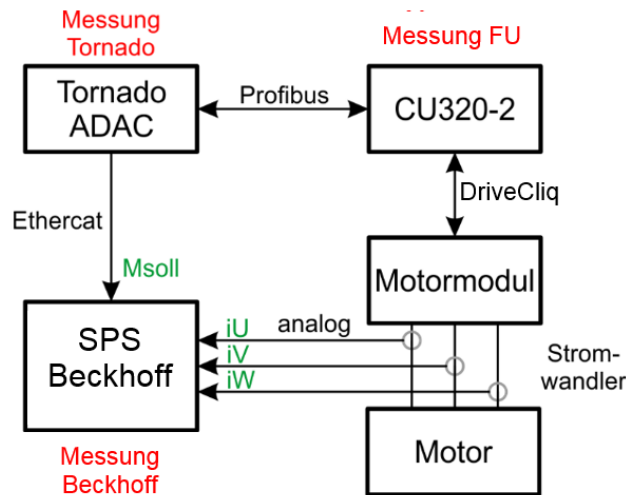 Messung
Tornado
Messung FU
Tornado
ADAC
Profibus
CU320-2
Ethercat
DriveCliq
Msoll
Motormodul
SPS
Beckhoff
iU
analog
iV
iW
Strom-
wandler
Motor
Messung
Beckhoff